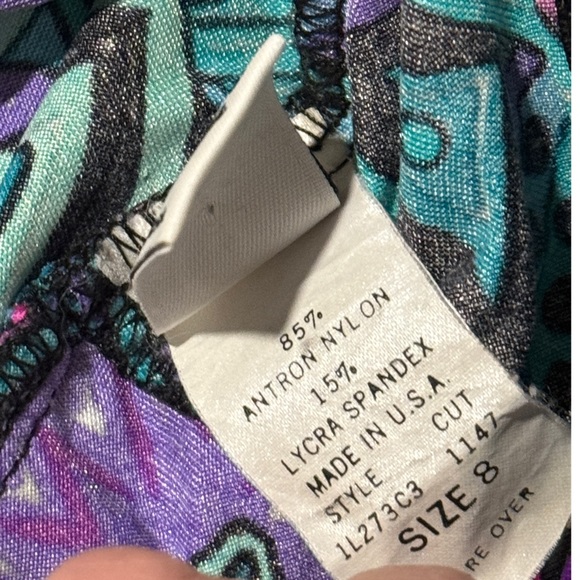 85%
ANTRON NYLON
15%
LYCRA SPANDEX
MADE IN U.S.A.
STYLE CUT
1L273C3 1147
SIZE 8
RE OVER